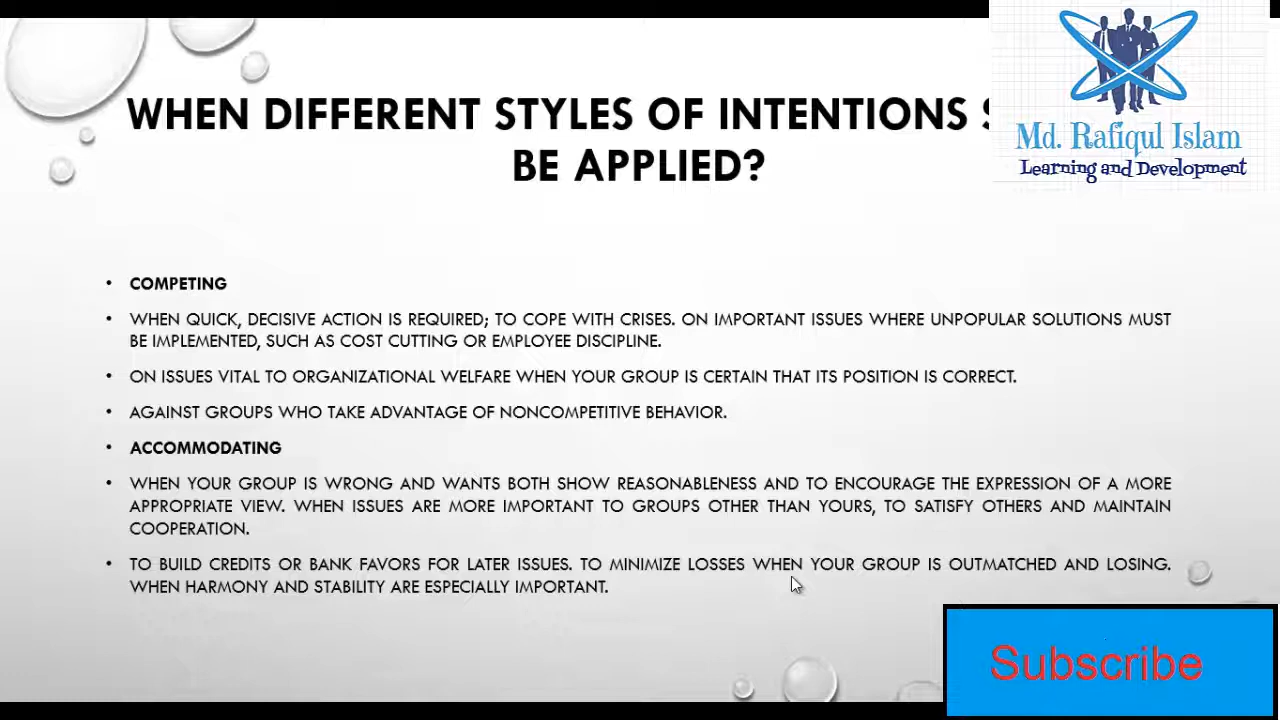 WHEN DIFFERENT STYLES OF INTENTIONS
BE APPLIED?
Md. Rafiqul Islam
Learning and Development
• COMPETING
• WHEN QUICK, DECISIVE ACTION IS REQUIRED; TO COPE WITH CRISES. ON IMPORTANT ISSUES WHERE UNPOPULAR SOLUTIONS MUST
BE IMPLEMENTED, SUCH AS COST CUTTING OR EMPLOYEE DISCIPLINE.
• ON ISSUES VITAL TO ORGANIZATIONAL WELFARE WHEN YOUR GROUP IS CERTAIN THAT ITS POSITION IS CORRECT.
• AGAINST GROUPS WHO TAKE ADVANTAGE OF NONCOMPETITIVE BEHAVIOR.
• ACCOMMODATING
• WHEN YOUR GROUP IS WRONG AND WANTS BOTH SHOW REASONABLENESS AND TO ENCOURAGE THE EXPRESSION OF A MORE
APPROPRIATE VIEW. WHEN ISSUES ARE MORE IMPORTANT TO GROUPS OTHER THAN YOURS, TO SATISFY OTHERS AND MAINTAIN
COOPERATION.
• TO BUILD CREDITS OR BANK FAVORS FOR LATER ISSUES. TO MINIMIZE LOSSES WHEN YOUR GROUP IS OUTMATCHED AND LOSING.
WHEN HARMONY AND STABILITY ARE ESPECIALLY IMPORTANT.
Subscribe